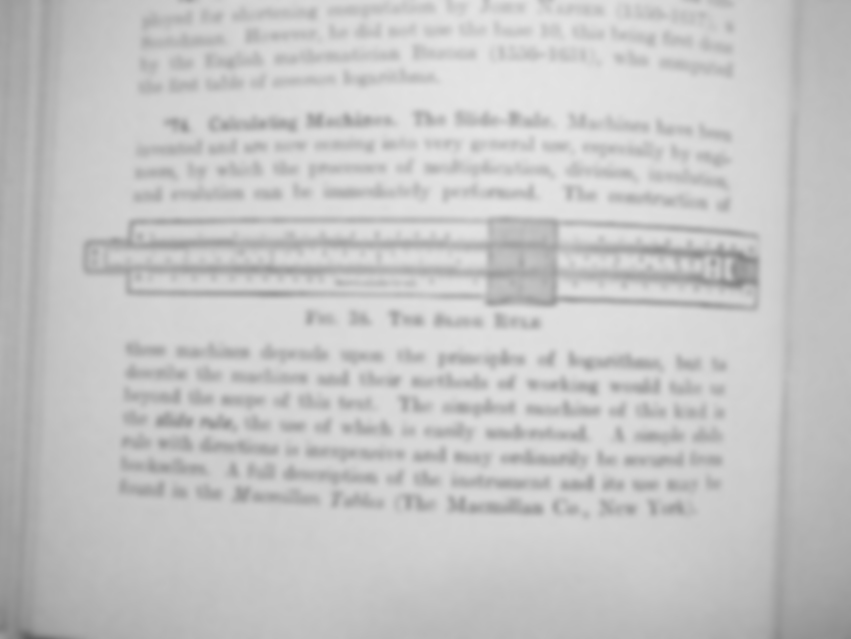 ployed for shortening computation by JOHN NAPIER (1550-1617), a
Scotchman. However, he did not use the base 10, this being first done
by the English mathematician BRIGGS (1556-1631), who computed
the first table of common logarithms.
*74. Calculating Machines. The Slide-Rule. Machines have been
invented and are now coming into very general use, especially by engi-
neers, by which the processes of multiplication, division, involution,
and evolution can be immediately performed. The construction of
THE SLIDE RULE
these machines depends upon the principles of logarithms, but to
describe the machines and their methods of working would take us
beyond the scope of this text. The simplest machine of this kind is
the slide rule, the use of which is easily understood. A simple slide
rule with directions is inexpensive and may ordinarily be secured from
booksellers. A full description of the instrument and its use may be
found in the Macmillan Tables (The Macmillan Co., New York).